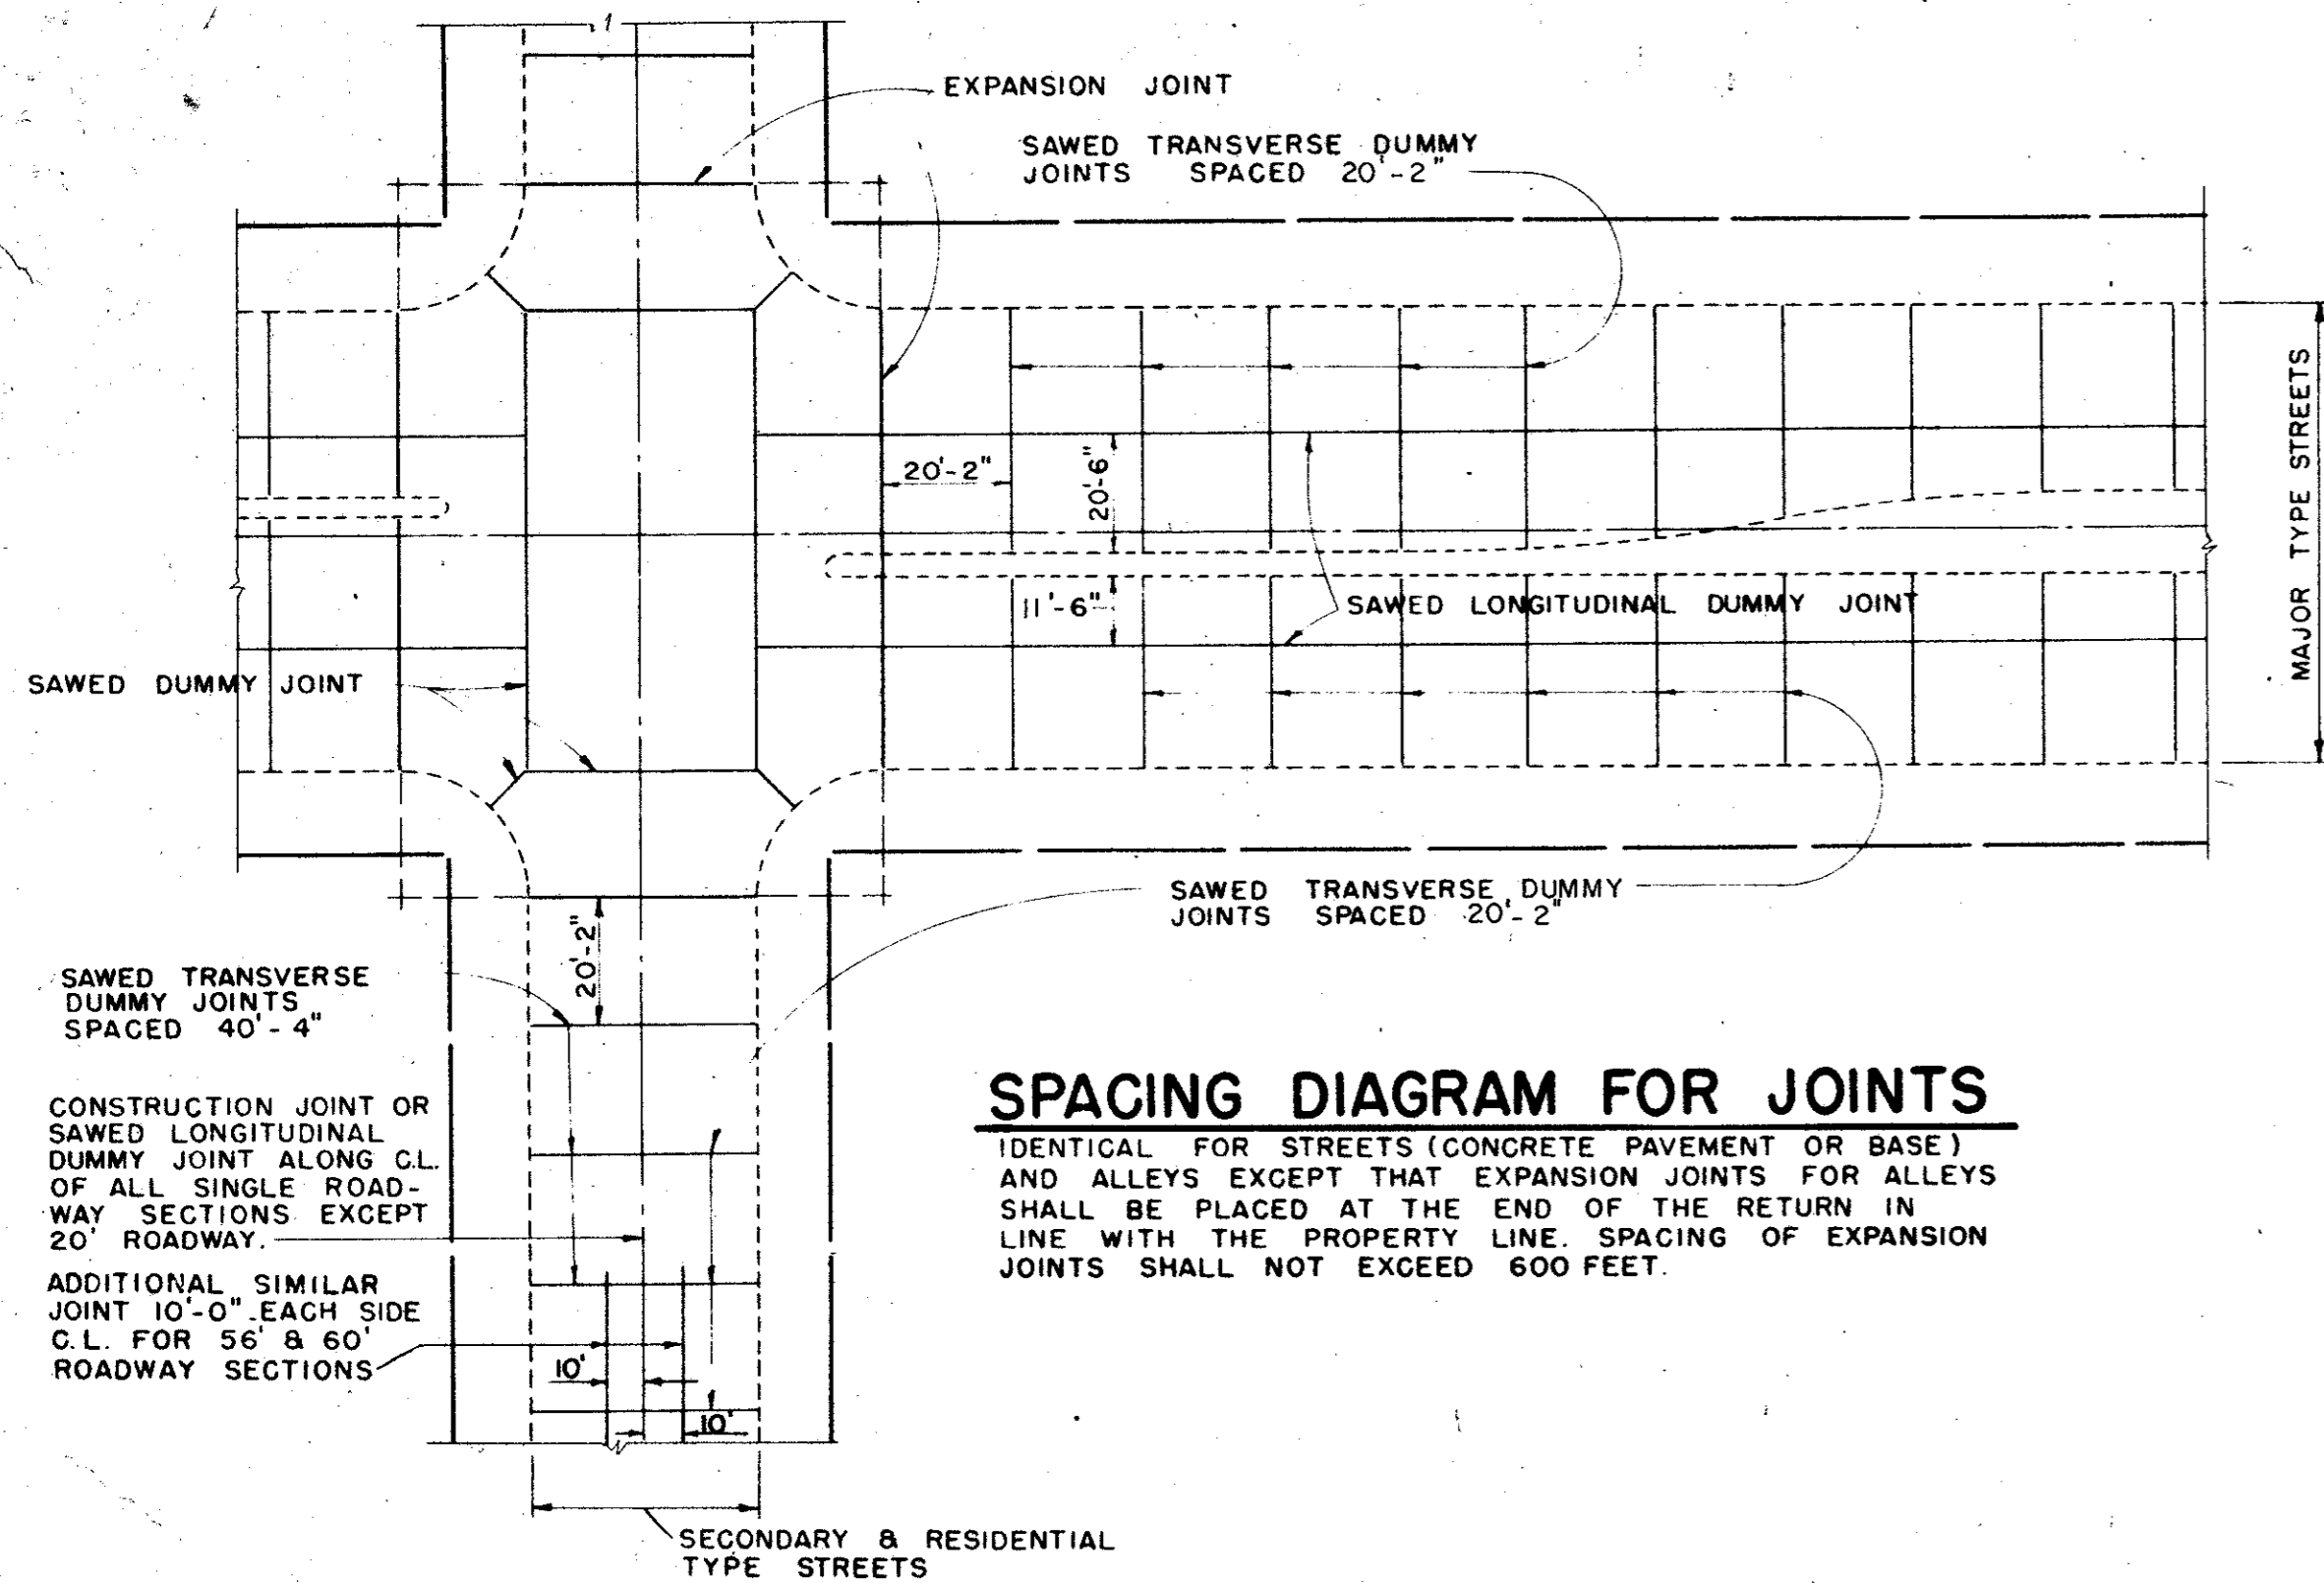 1
EXPANSION JOINT
SAWED TRANSVERSE DUMMY
JOINTS SPACED 20'-2"
20'-2"
20'-6"
11'-6"
SAWED LONGITUDINAL DUMMY JOINT
MAJOR TYPE STREETS
SAWED DUMMY JOINT
SAWED TRANSVERSE DUMMY
JOINTS SPACED 20'-2"
20'-2"
SAWED TRANSVERSE
DUMMY JOINTS
SPACED 40'-4"
CONSTRUCTION JOINT OR
SAWED LONGITUDINAL
DUMMY JOINT ALONG C.L.
OF ALL SINGLE ROAD-
WAY SECTIONS EXCEPT
20' ROADWAY.
ADDITIONAL SIMILAR
JOINT 10'-0" EACH SIDE
C.L. FOR 56' & 60'
ROADWAY SECTIONS
10'
10'
SECONDARY & RESIDENTIAL
TYPE STREETS
SPACING DIAGRAM FOR JOINTS
IDENTICAL FOR STREETS (CONCRETE PAVEMENT OR BASE)
AND ALLEYS EXCEPT THAT EXPANSION JOINTS FOR ALLEYS
SHALL BE PLACED AT THE END OF THE RETURN IN
LINE WITH THE PROPERTY LINE. SPACING OF EXPANSION
JOINTS SHALL NOT EXCEED 600 FEET.